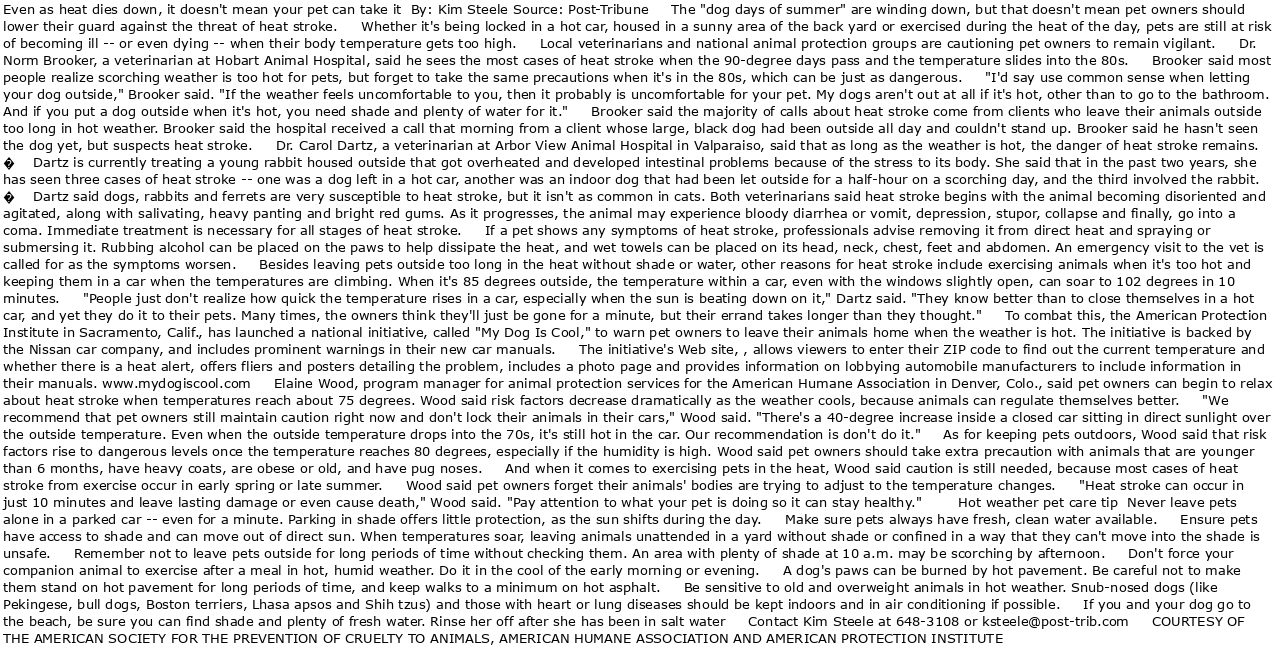 Even as heat dies down, it doesn't mean your pet can take it  By: Kim Steele Source: Post-Tribune     The "dog days of summer" are winding down, but that doesn't mean pet owners should
lower their guard against the threat of heat stroke.     Whether it's being locked in a hot car, housed in a sunny area of the back yard or exercised during the heat of the day, pets are still at risk
of becoming ill -- or even dying -- when their body temperature gets too high.     Local veterinarians and national animal protection groups are cautioning pet owners to remain vigilant.     Dr.
Norm Brooker, a veterinarian at Hobart Animal Hospital, said he sees the most cases of heat stroke when the 90-degree days pass and the temperature slides into the 80s.     Brooker said most
people realize scorching weather is too hot for pets, but forget to take the same precautions when it's in the 80s, which can be just as dangerous.     "I'd say use common sense when letting
your dog outside," Brooker said. "If the weather feels uncomfortable to you, then it probably is uncomfortable for your pet. My dogs aren't out at all if it's hot, other than to go to the bathroom.
And if you put a dog outside when it's hot, you need shade and plenty of water for it."     Brooker said the majority of calls about heat stroke come from clients who leave their animals outside
too long in hot weather. Brooker said the hospital received a call that morning from a client whose large, black dog had been outside all day and couldn't stand up. Brooker said he hasn't seen
the dog yet, but suspects heat stroke.     Dr. Carol Dartz, a veterinarian at Arbor View Animal Hospital in Valparaiso, said that as long as the weather is hot, the danger of heat stroke remains.
�    Dartz is currently treating a young rabbit housed outside that got overheated and developed intestinal problems because of the stress to its body. She said that in the past two years, she
has seen three cases of heat stroke -- one was a dog left in a hot car, another was an indoor dog that had been let outside for a half-hour on a scorching day, and the third involved the rabbit.
�    Dartz said dogs, rabbits and ferrets are very susceptible to heat stroke, but it isn't as common in cats. Both veterinarians said heat stroke begins with the animal becoming disoriented and
agitated, along with salivating, heavy panting and bright red gums. As it progresses, the animal may experience bloody diarrhea or vomit, depression, stupor, collapse and finally, go into a
coma. Immediate treatment is necessary for all stages of heat stroke.     If a pet shows any symptoms of heat stroke, professionals advise removing it from direct heat and spraying or
submersing it. Rubbing alcohol can be placed on the paws to help dissipate the heat, and wet towels can be placed on its head, neck, chest, feet and abdomen. An emergency visit to the vet is
called for as the symptoms worsen.     Besides leaving pets outside too long in the heat without shade or water, other reasons for heat stroke include exercising animals when it's too hot and
keeping them in a car when the temperatures are climbing. When it's 85 degrees outside, the temperature within a car, even with the windows slightly open, can soar to 102 degrees in 10
minutes.     "People just don't realize how quick the temperature rises in a car, especially when the sun is beating down on it," Dartz said. "They know better than to close themselves in a hot
car, and yet they do it to their pets. Many times, the owners think they'll just be gone for a minute, but their errand takes longer than they thought."     To combat this, the American Protection
Institute in Sacramento, Calif., has launched a national initiative, called "My Dog Is Cool," to warn pet owners to leave their animals home when the weather is hot. The initiative is backed by
the Nissan car company, and includes prominent warnings in their new car manuals.     The initiative's Web site, , allows viewers to enter their ZIP code to find out the current temperature and
whether there is a heat alert, offers fliers and posters detailing the problem, includes a photo page and provides information on lobbying automobile manufacturers to include information in
their manuals. www.mydogiscool.com     Elaine Wood, program manager for animal protection services for the American Humane Association in Denver, Colo., said pet owners can begin to relax
about heat stroke when temperatures reach about 75 degrees. Wood said risk factors decrease dramatically as the weather cools, because animals can regulate themselves better.     "We
recommend that pet owners still maintain caution right now and don't lock their animals in their cars," Wood said. "There's a 40-degree increase inside a closed car sitting in direct sunlight over
the outside temperature. Even when the outside temperature drops into the 70s, it's still hot in the car. Our recommendation is don't do it."     As for keeping pets outdoors, Wood said that risk
factors rise to dangerous levels once the temperature reaches 80 degrees, especially if the humidity is high. Wood said pet owners should take extra precaution with animals that are younger
than 6 months, have heavy coats, are obese or old, and have pug noses.     And when it comes to exercising pets in the heat, Wood said caution is still needed, because most cases of heat
stroke from exercise occur in early spring or late summer.     Wood said pet owners forget their animals' bodies are trying to adjust to the temperature changes.     "Heat stroke can occur in
just 10 minutes and leave lasting damage or even cause death," Wood said. "Pay attention to what your pet is doing so it can stay healthy."       Hot weather pet care tip  Never leave pets
alone in a parked car -- even for a minute. Parking in shade offers little protection, as the sun shifts during the day.     Make sure pets always have fresh, clean water available.     Ensure pets
have access to shade and can move out of direct sun. When temperatures soar, leaving animals unattended in a yard without shade or confined in a way that they can't move into the shade is
unsafe.     Remember not to leave pets outside for long periods of time without checking them. An area with plenty of shade at 10 a.m. may be scorching by afternoon.     Don't force your
companion animal to exercise after a meal in hot, humid weather. Do it in the cool of the early morning or evening.     A dog's paws can be burned by hot pavement. Be careful not to make
them stand on hot pavement for long periods of time, and keep walks to a minimum on hot asphalt.     Be sensitive to old and overweight animals in hot weather. Snub-nosed dogs (like
Pekingese, bull dogs, Boston terriers, Lhasa apsos and Shih tzus) and those with heart or lung diseases should be kept indoors and in air conditioning if possible.     If you and your dog go to
the beach, be sure you can find shade and plenty of fresh water. Rinse her off after she has been in salt water     Contact Kim Steele at 648-3108 or ksteele@post-trib.com     COURTESY OF
THE AMERICAN SOCIETY FOR THE PREVENTION OF CRUELTY TO ANIMALS, AMERICAN HUMANE ASSOCIATION AND AMERICAN PROTECTION INSTITUTE